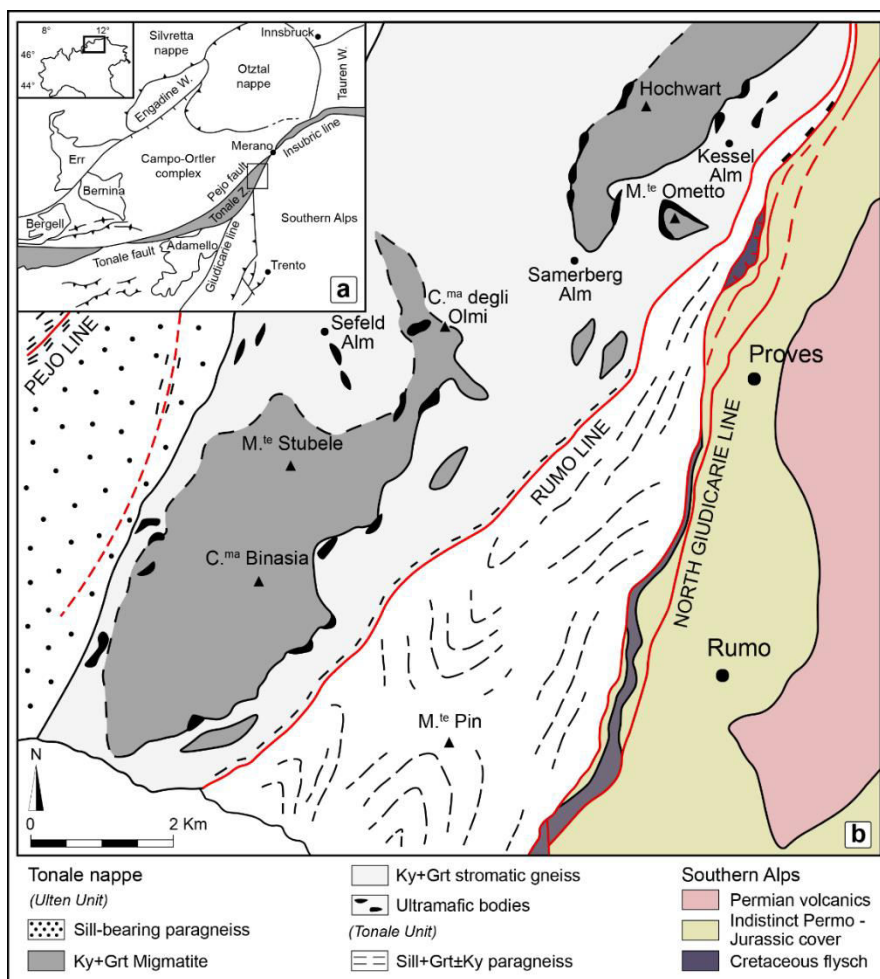 8°
12°
46°
44°
Silvretta
nappe
Innsbruck
Otztal
nappe
Tauren W.
Engadine W.
Merano
Insubric line
Err
Campo-Ortler
complex
Pejo fault
Bernina
Tonale Z.
Bergell
Southern
Alps
Adamello
Tonale fault
Giudicarie line
Trento
a
Hochwart
Kessel
Alm
M.te Ometto
Samerberg
Alm
C.ma degli
Olmi
Sefeld
Alm
PEJO LINE
Proves
M.te Stubele
RUMO LINE
C.ma Binasia
NORTH GIUDICARIE LINE
Rumo
M.te Pin
N
0
2 Km
b
Tonale nappe
(Ulten Unit)
Sill-bearing paragneiss
Ky+Grt Migmatite
Ky+Grt stromatic gneiss
Ultramafic bodies
(Tonale Unit)
Sill+Grt±Ky paragneiss
Southern Alps
Permian volcanics
Indistinct Permo -
Jurassic cover
Cretaceous flysch